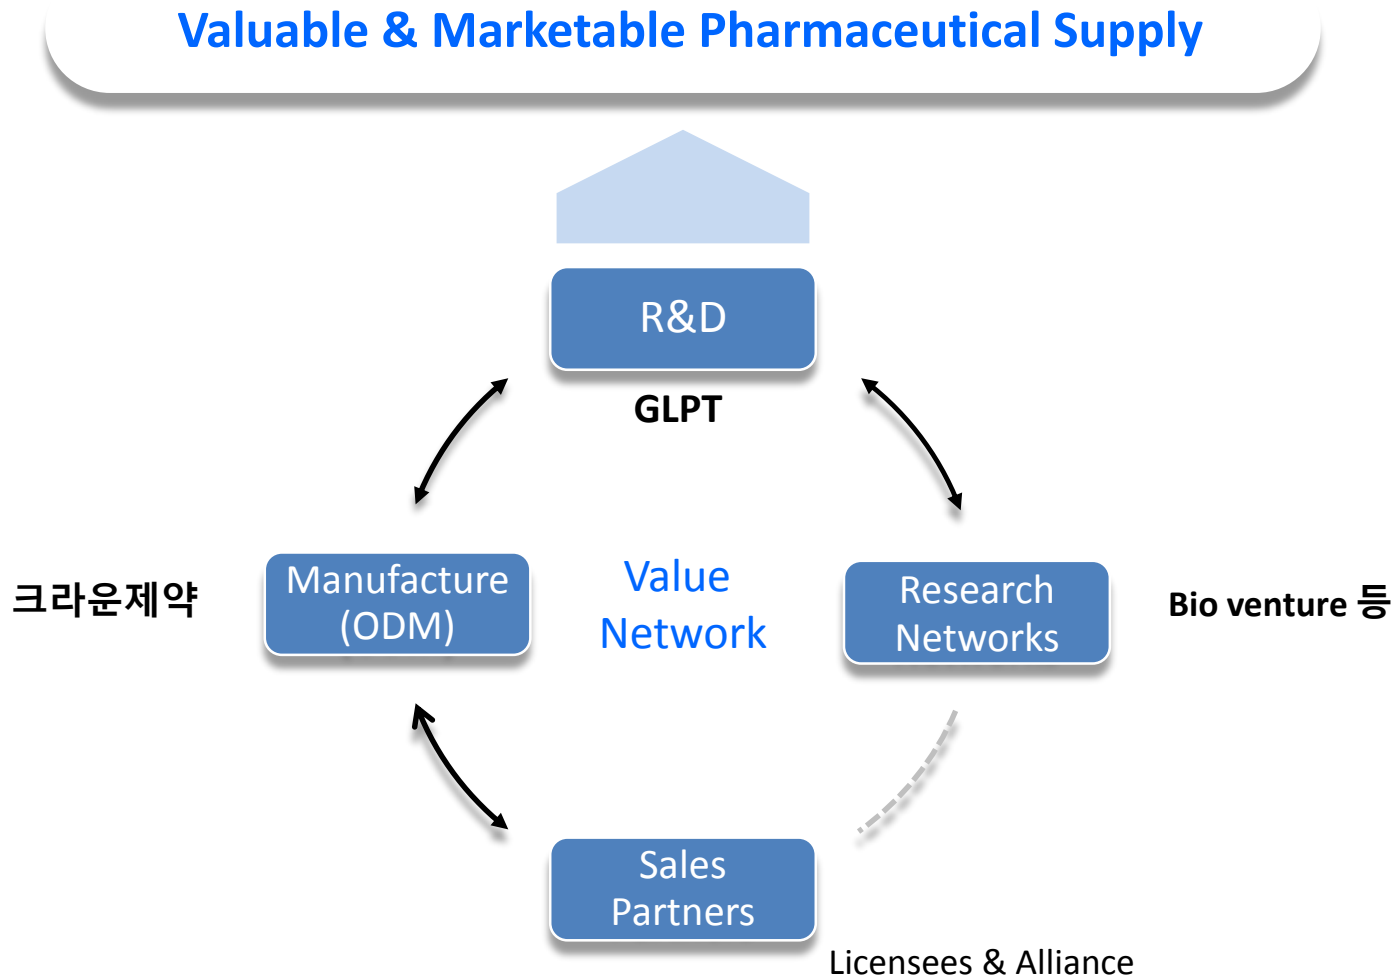 Valuable & Marketable Pharmaceutical Supply
R&D
GLPT
크라운제약
Manufacture
(ODM)
Value
Network
Research
Networks
Bio venture 등
Sales
Partners
Licensees & Alliance